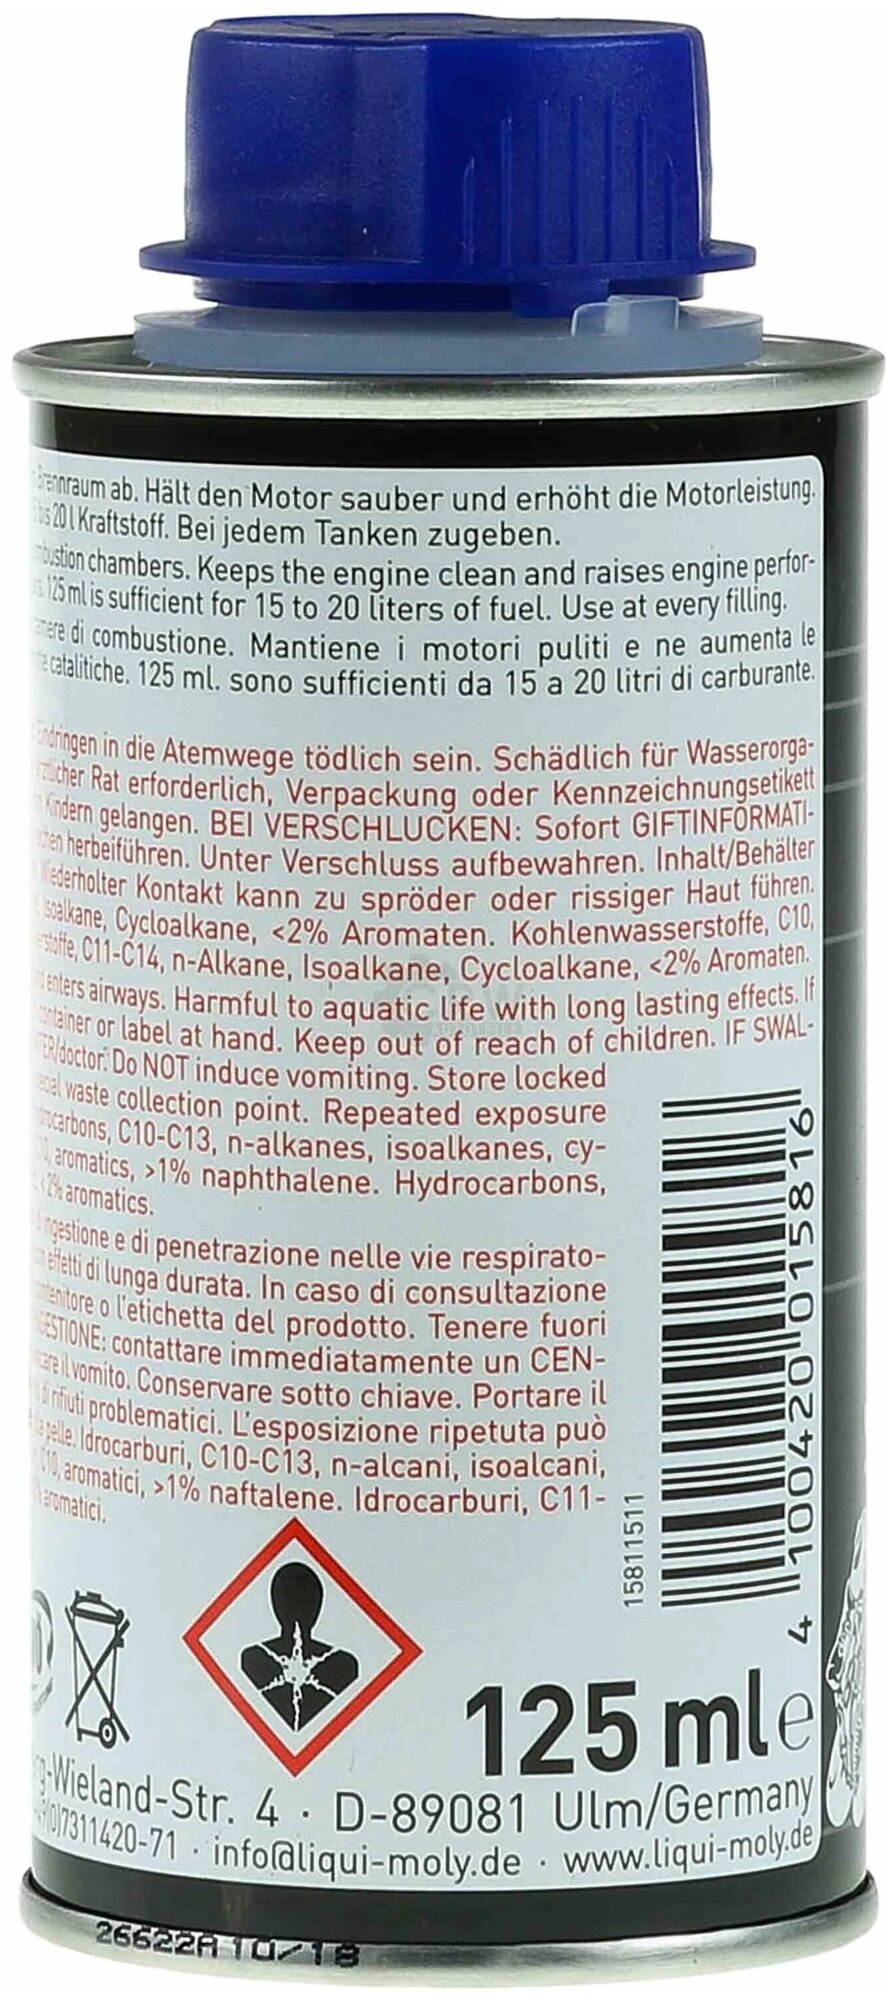 Brennraum ab. Hält den Motor sauber und erhöht die Motorleistung.
bis 20 l Kraftstoff. Bei jedem Tanken zugeben.
chambers. Keeps the engine clean and raises engine perfor-
125 ml is sufficient for 15 to 20 liters of fuel. Use at every filling.
di combustione. Mantiene i motori puliti e ne aumenta le
catalitiche. 125 ml. sono sufficienti da 15 a 20 litri di carburante.
Eindringen in die Atemwege tödlich sein. Schädlich für Wasserorga-
Rat erforderlich, Verpackung oder Kennzeichnungsetikett
Kindern gelangen. BEI VERSCHLUCKEN: Sofort GIFTINFORMATI-
herbeiführen. Unter Verschluss aufbewahren. Inhalt/Behälter
Wiederholter Kontakt kann zu spröder oder rissiger Haut führen.
Isoalkane, Cycloalkane, <2% Aromaten. Kohlenwasserstoffe, C10,
C11-C14, n-Alkane, Isoalkane, Cycloalkane, <2% Aromaten.
enters airways. Harmful to aquatic life with long lasting effects. If
container or label at hand. Keep out of reach of children. IF SWAL-
/doctor. Do NOT induce vomiting. Store locked
waste collection point. Repeated exposure
C10-C13, n-alkanes, isoalkanes, cy-
aromatics, >1% naphthalene. Hydrocarbons,
<2% aromatics.
ingestione e di penetrazione nelle vie respirato-
effetti di lunga durata. In caso di consultazione
o l'etichetta del prodotto. Tenere fuori
contattare immediatamente un CEN-
il vomito. Conservare sotto chiave. Portare il
di rifiuti problematici. L'esposizione ripetuta può
pelle. Idrocarburi, C10-C13, n-alcani, isoalcani,
C10, aromatici, >1% naftalene. Idrocarburi, C11-
aromatici.
15811511
4 100420 015816
125 ml e
-Wieland-Str. 4 · D-89081 Ulm/Germany
(0)7311420-71 · info@liqui-moly.de · www.liqui-moly.de
26622A 10/18